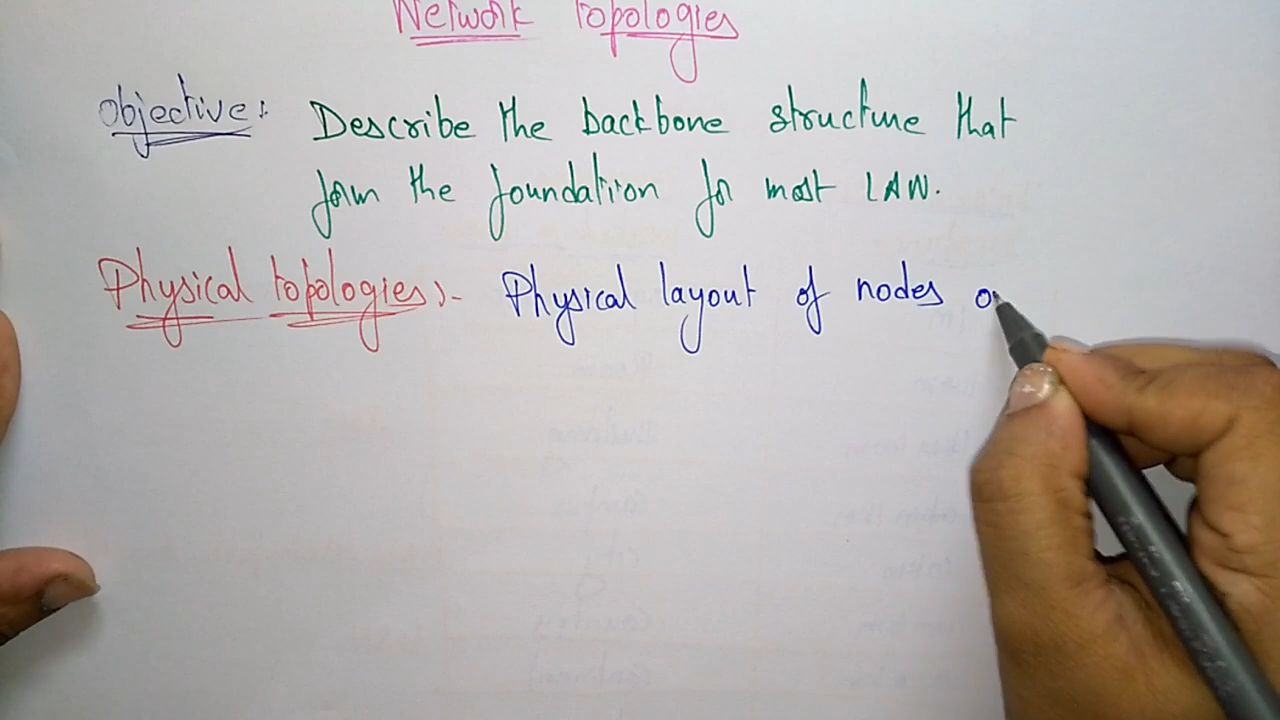 Network Topologies
Objective: Describe the backbone structure that
form the foundation for most LAN.
Physical topologies:- Physical layout of nodes o